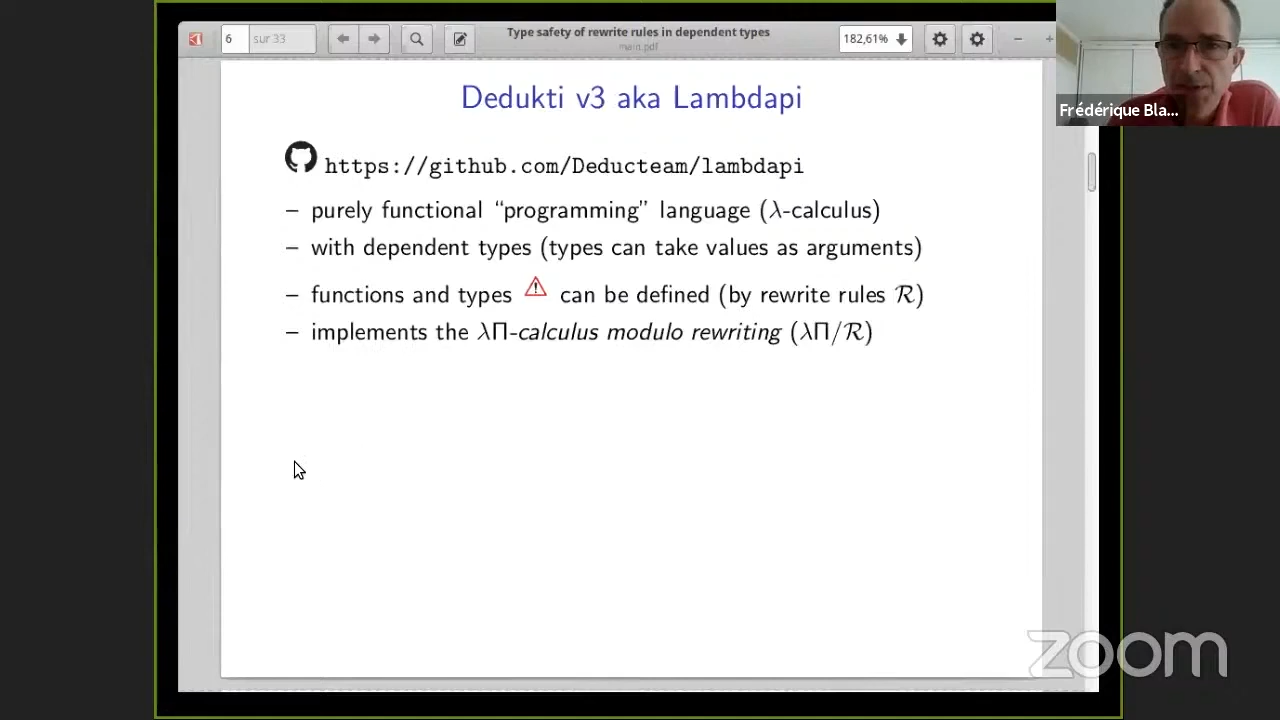 6 sur 33
Type safety of rewrite rules in dependent types
main.pdf
182,61%
Frédérique Bla...
Dedukti v3 aka Lambdapi
https://github.com/Deducteam/lambdapi
– purely functional “programming” language (λ-calculus)
– with dependent types (types can take values as arguments)
– functions and types ⚠ can be defined (by rewrite rules ℛ)
– implements the λΠ-calculus modulo rewriting (λΠ/ℛ)
zoom